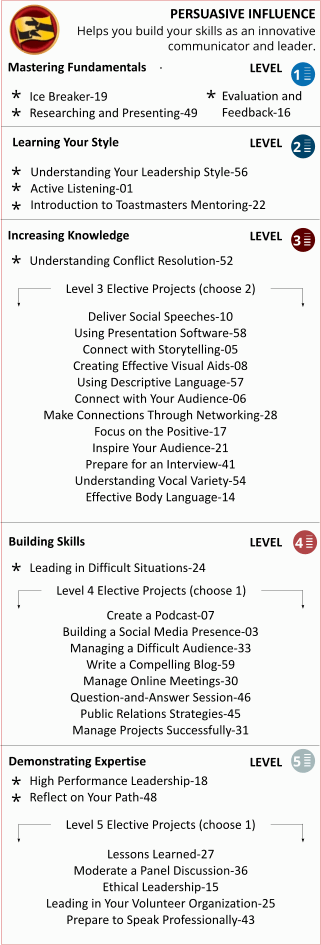 PERSUASIVE INFLUENCE
Helps you build your skills as an innovative
communicator and leader.
Mastering Fundamentals LEVEL 1
* Ice Breaker-19
* Researching and Presenting-49
* Evaluation and
Feedback-16
Learning Your Style LEVEL 2
* Understanding Your Leadership Style-56
* Active Listening-01
* Introduction to Toastmasters Mentoring-22
Increasing Knowledge LEVEL 3
* Understanding Conflict Resolution-52
Level 3 Elective Projects (choose 2)
Deliver Social Speeches-10
Using Presentation Software-58
Connect with Storytelling-05
Creating Effective Visual Aids-08
Using Descriptive Language-57
Connect with Your Audience-06
Make Connections Through Networking-28
Focus on the Positive-17
Inspire Your Audience-21
Prepare for an Interview-41
Understanding Vocal Variety-54
Effective Body Language-14
Building Skills LEVEL 4
* Leading in Difficult Situations-24
Level 4 Elective Projects (choose 1)
Create a Podcast-07
Building a Social Media Presence-03
Managing a Difficult Audience-33
Write a Compelling Blog-59
Manage Online Meetings-30
Question-and-Answer Session-46
Public Relations Strategies-45
Manage Projects Successfully-31
Demonstrating Expertise LEVEL 5
* High Performance Leadership-18
* Reflect on Your Path-48
Level 5 Elective Projects (choose 1)
Lessons Learned-27
Moderate a Panel Discussion-36
Ethical Leadership-15
Leading in Your Volunteer Organization-25
Prepare to Speak Professionally-43